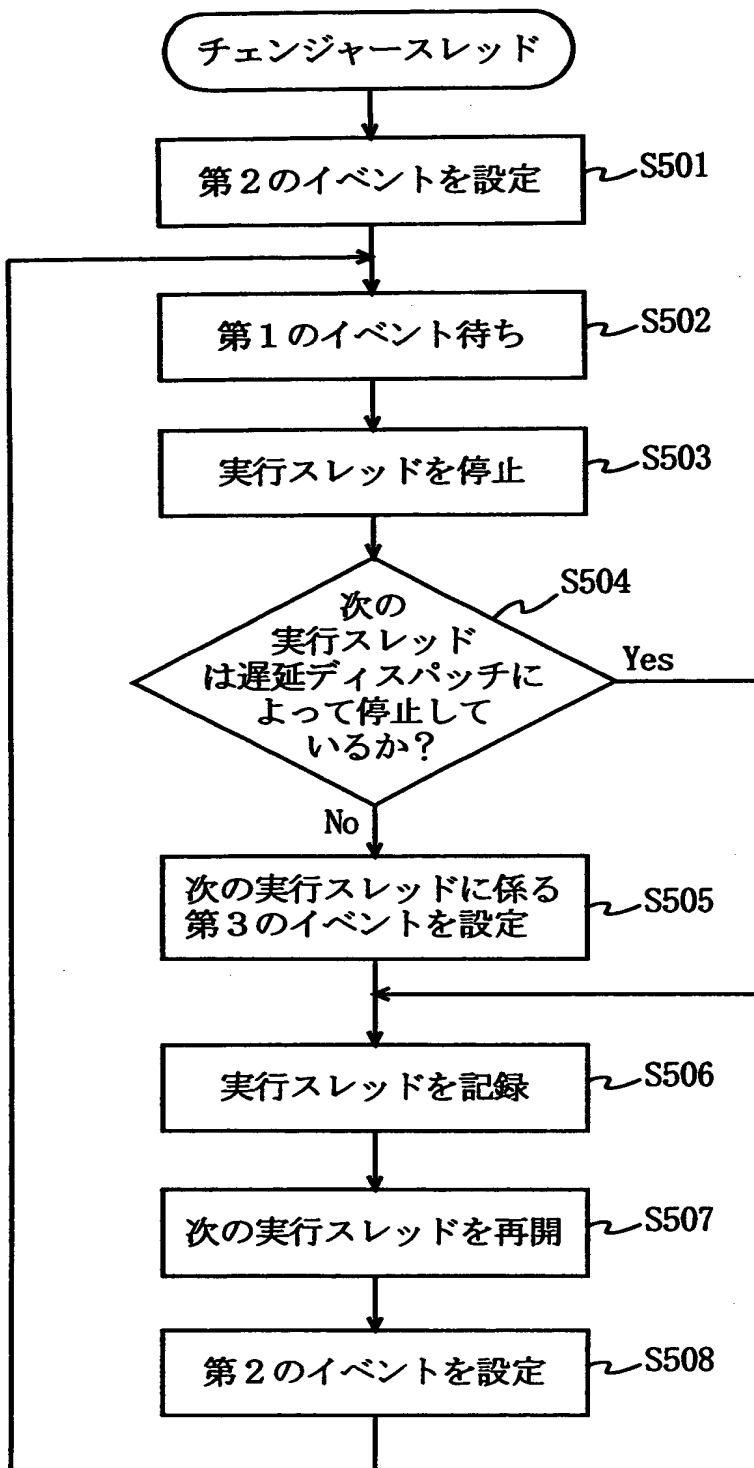 チェンジャースレッド
第２のイベントを設定
S501
第１のイベント待ち
S502
実行スレッドを停止
S503
S504
次の
実行スレッド
は遅延ディスパッチに
よって停止して
いるか？
Yes
No
次の実行スレッドに係る
第３のイベントを設定
S505
実行スレッドを記録
S506
次の実行スレッドを再開
S507
第２のイベントを設定
S508